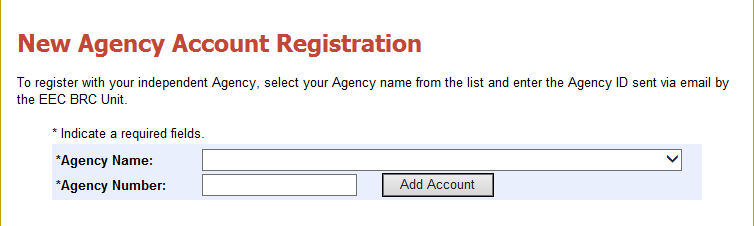 New Agency Account Registration
To register with your independent Agency, select your Agency name from the list and enter the Agency ID sent via email by
the EEC BRC Unit.
* Indicate a required fields.
*Agency Name:
*Agency Number: Add Account